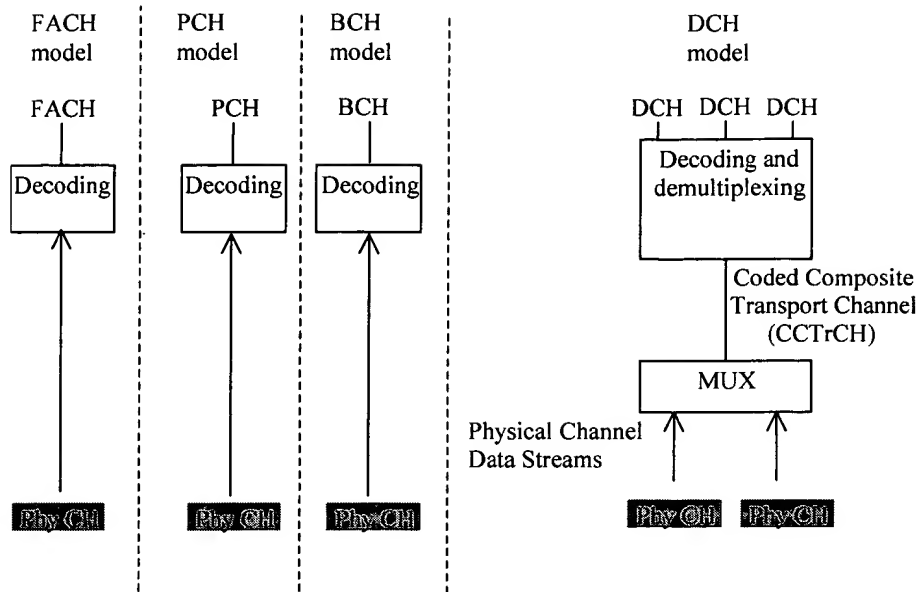 FACH
model
FACH
Decoding
Phy CH
PCH
model
PCH
Decoding
Phy CH
BCH
model
BCH
Decoding
Phy CH
DCH
model
DCH DCH DCH
Decoding and
demultiplexing
Coded Composite
Transport Channel
(CCTrCH)
MUX
Physical Channel
Data Streams
Phy CH Phy CH